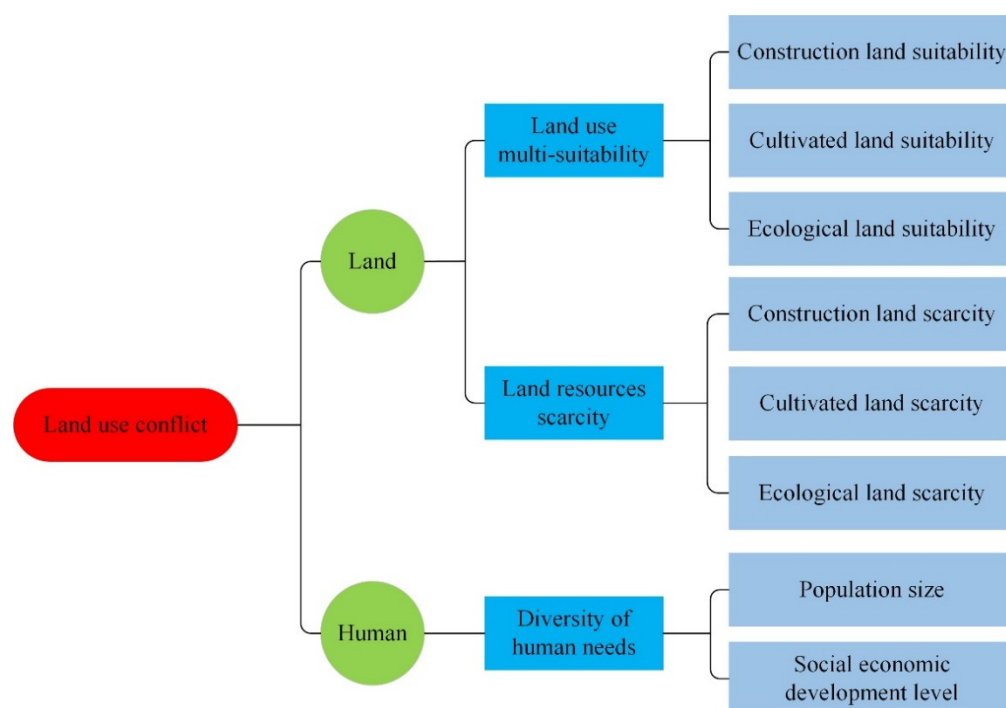 Construction land suitability
Land use
multi-suitability
Cultivated land suitability
Ecological land suitability
Land
Construction land scarcity
Land resources
scarcity
Cultivated land scarcity
Land use conflict
Ecological land scarcity
Population size
Human
Diversity of
human needs
Social economic
development level